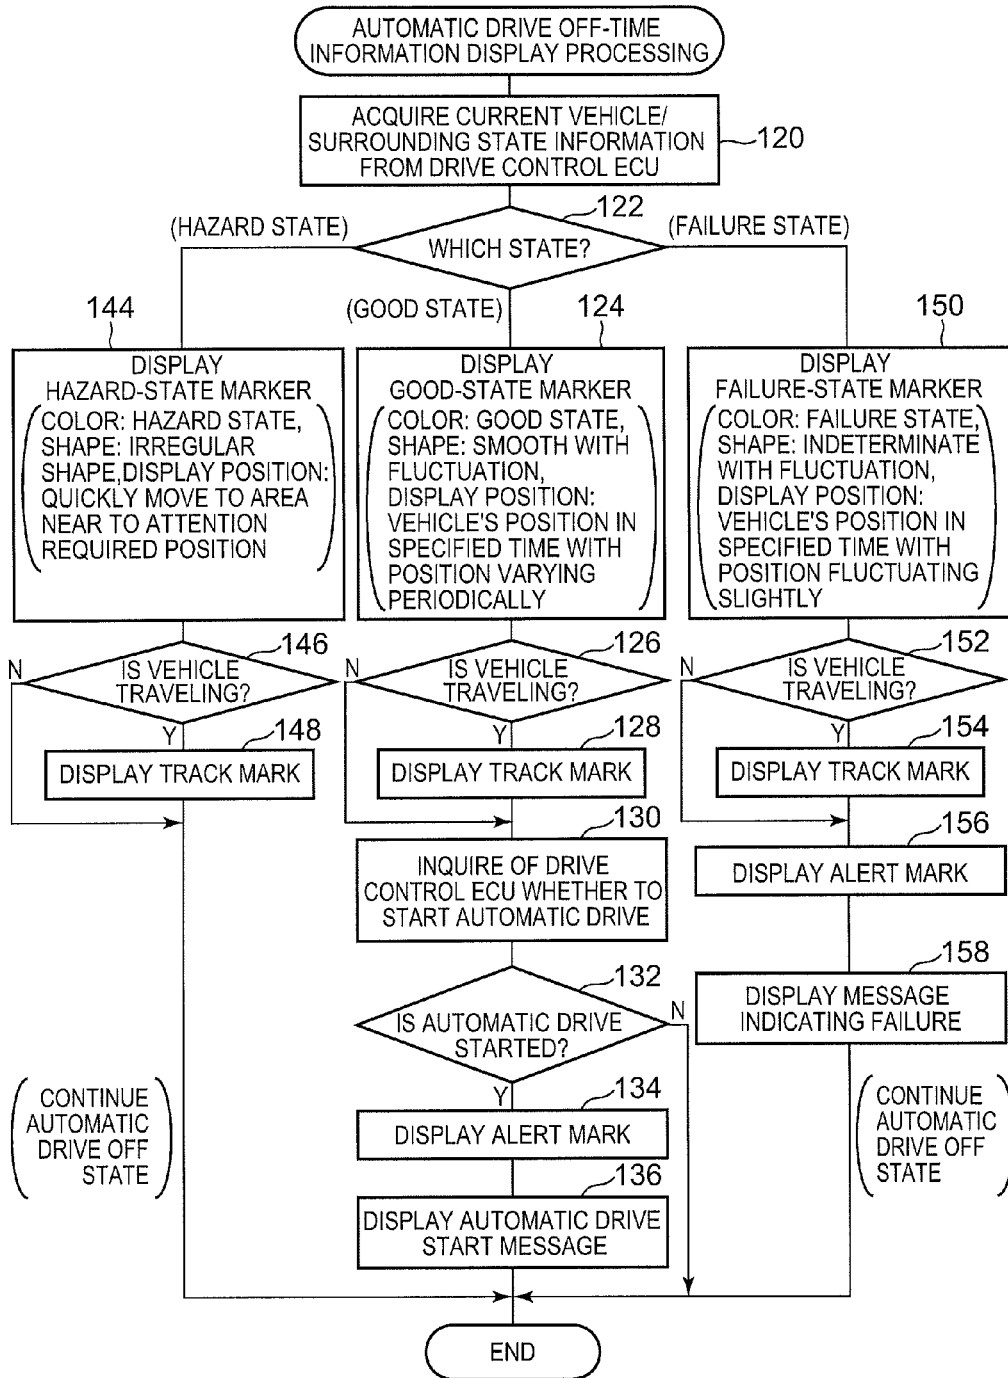 AUTOMATIC DRIVE OFF-TIME
INFORMATION DISPLAY PROCESSING
ACQUIRE CURRENT VEHICLE/
SURROUNDING STATE INFORMATION
FROM DRIVE CONTROL ECU
120
122
WHICH STATE?
(HAZARD STATE)
(GOOD STATE)
(FAILURE STATE)
144
DISPLAY
HAZARD-STATE MARKER
COLOR: HAZARD STATE,
SHAPE: IRREGULAR
SHAPE,DISPLAY POSITION:
QUICKLY MOVE TO AREA
NEAR TO ATTENTION
REQUIRED POSITION
146
IS VEHICLE
TRAVELING?
N
Y
148
DISPLAY TRACK MARK
(CONTINUE
AUTOMATIC
DRIVE OFF
STATE)
124
DISPLAY
GOOD-STATE MARKER
COLOR: GOOD STATE,
SHAPE: SMOOTH WITH
FLUCTUATION,
DISPLAY POSITION:
VEHICLE'S POSITION IN
SPECIFIED TIME WITH
POSITION VARYING
PERIODICALLY
126
IS VEHICLE
TRAVELING?
N
Y
128
DISPLAY TRACK MARK
130
INQUIRE OF DRIVE
CONTROL ECU WHETHER TO
START AUTOMATIC DRIVE
132
IS AUTOMATIC DRIVE
STARTED?
N
Y
134
DISPLAY ALERT MARK
136
DISPLAY AUTOMATIC DRIVE
START MESSAGE
150
DISPLAY
FAILURE-STATE MARKER
COLOR: FAILURE STATE,
SHAPE: INDETERMINATE
WITH FLUCTUATION,
DISPLAY POSITION:
VEHICLE'S POSITION IN
SPECIFIED TIME WITH
POSITION FLUCTUATING
SLIGHTLY
152
IS VEHICLE
TRAVELING?
N
Y
154
DISPLAY TRACK MARK
156
DISPLAY ALERT MARK
158
DISPLAY MESSAGE
INDICATING FAILURE
(CONTINUE
AUTOMATIC
DRIVE OFF
STATE)
END